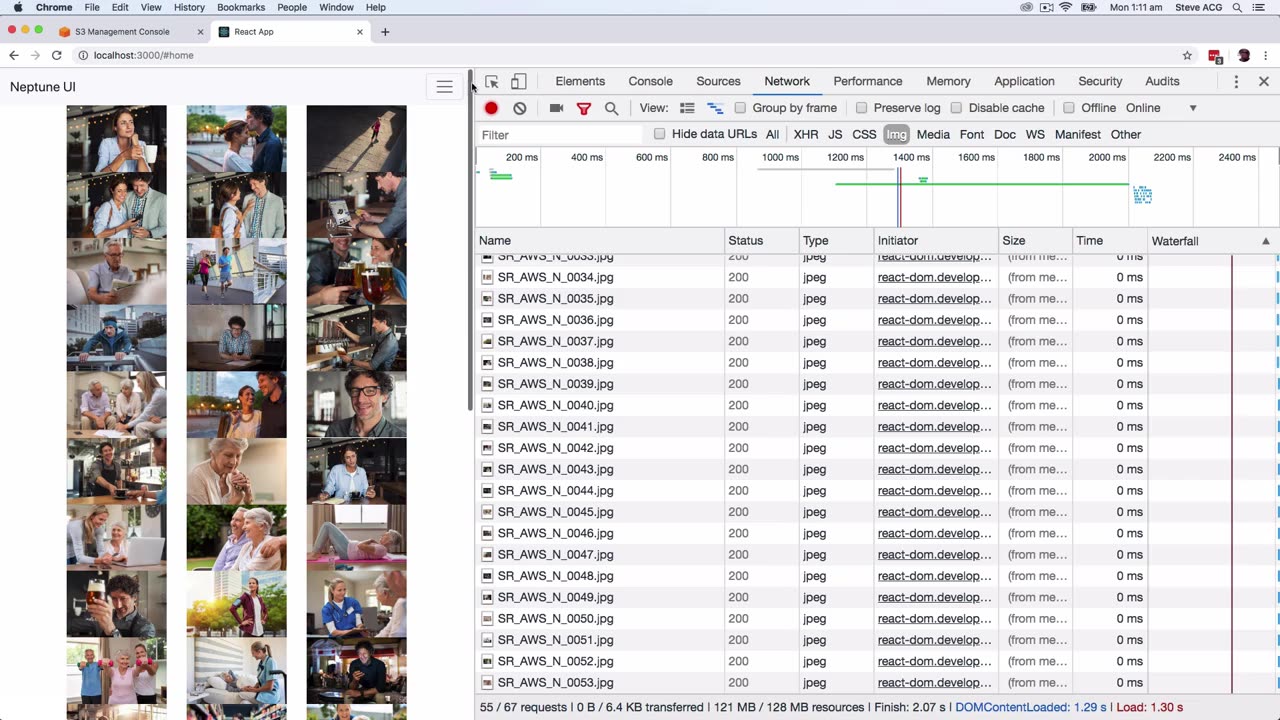 Chrome File Edit View History Bookmarks People Window Help Mon 1:11 am Steve ACG
S3 Management Console React App
localhost:3000/#home
Neptune UI
Elements Console Sources Network Performance Memory Application Security Audits
View: Group by frame Preserve log Disable cache Offline Online
Filter Hide data URLs All XHR JS CSS Img Media Font Doc WS Manifest Other
200 ms 400 ms 600 ms 800 ms 1000 ms 1200 ms 1400 ms 1600 ms 1800 ms 2000 ms 2200 ms 2400 ms
Name Status Type Initiator Size Time Waterfall
SR_AWS_N_0033.jpg 200 jpeg react-dom.develop… (from me… 0 ms
SR_AWS_N_0034.jpg 200 jpeg react-dom.develop… (from me… 0 ms
SR_AWS_N_0035.jpg 200 jpeg react-dom.develop… (from me… 0 ms
SR_AWS_N_0036.jpg 200 jpeg react-dom.develop… (from me… 0 ms
SR_AWS_N_0037.jpg 200 jpeg react-dom.develop… (from me… 0 ms
SR_AWS_N_0038.jpg 200 jpeg react-dom.develop… (from me… 0 ms
SR_AWS_N_0039.jpg 200 jpeg react-dom.develop… (from me… 0 ms
SR_AWS_N_0040.jpg 200 jpeg react-dom.develop… (from me… 0 ms
SR_AWS_N_0041.jpg 200 jpeg react-dom.develop… (from me… 0 ms
SR_AWS_N_0042.jpg 200 jpeg react-dom.develop… (from me… 0 ms
SR_AWS_N_0043.jpg 200 jpeg react-dom.develop… (from me… 0 ms
SR_AWS_N_0044.jpg 200 jpeg react-dom.develop… (from me… 0 ms
SR_AWS_N_0045.jpg 200 jpeg react-dom.develop… (from me… 0 ms
SR_AWS_N_0046.jpg 200 jpeg react-dom.develop… (from me… 0 ms
SR_AWS_N_0047.jpg 200 jpeg react-dom.develop… (from me… 0 ms
SR_AWS_N_0048.jpg 200 jpeg react-dom.develop… (from me… 0 ms
SR_AWS_N_0049.jpg 200 jpeg react-dom.develop… (from me… 0 ms
SR_AWS_N_0050.jpg 200 jpeg react-dom.develop… (from me… 0 ms
SR_AWS_N_0051.jpg 200 jpeg react-dom.develop… (from me… 0 ms
SR_AWS_N_0052.jpg 200 jpeg react-dom.develop… (from me… 0 ms
SR_AWS_N_0053.jpg 200 jpeg react-dom.develop… (from me… 0 ms
55 / 67 requests | 0 B / 6.4 KB transferred | 121 MB / 128 MB resources | Finish: 2.07 s | DOMContentLoaded: 1.29 s | Load: 1.30 s